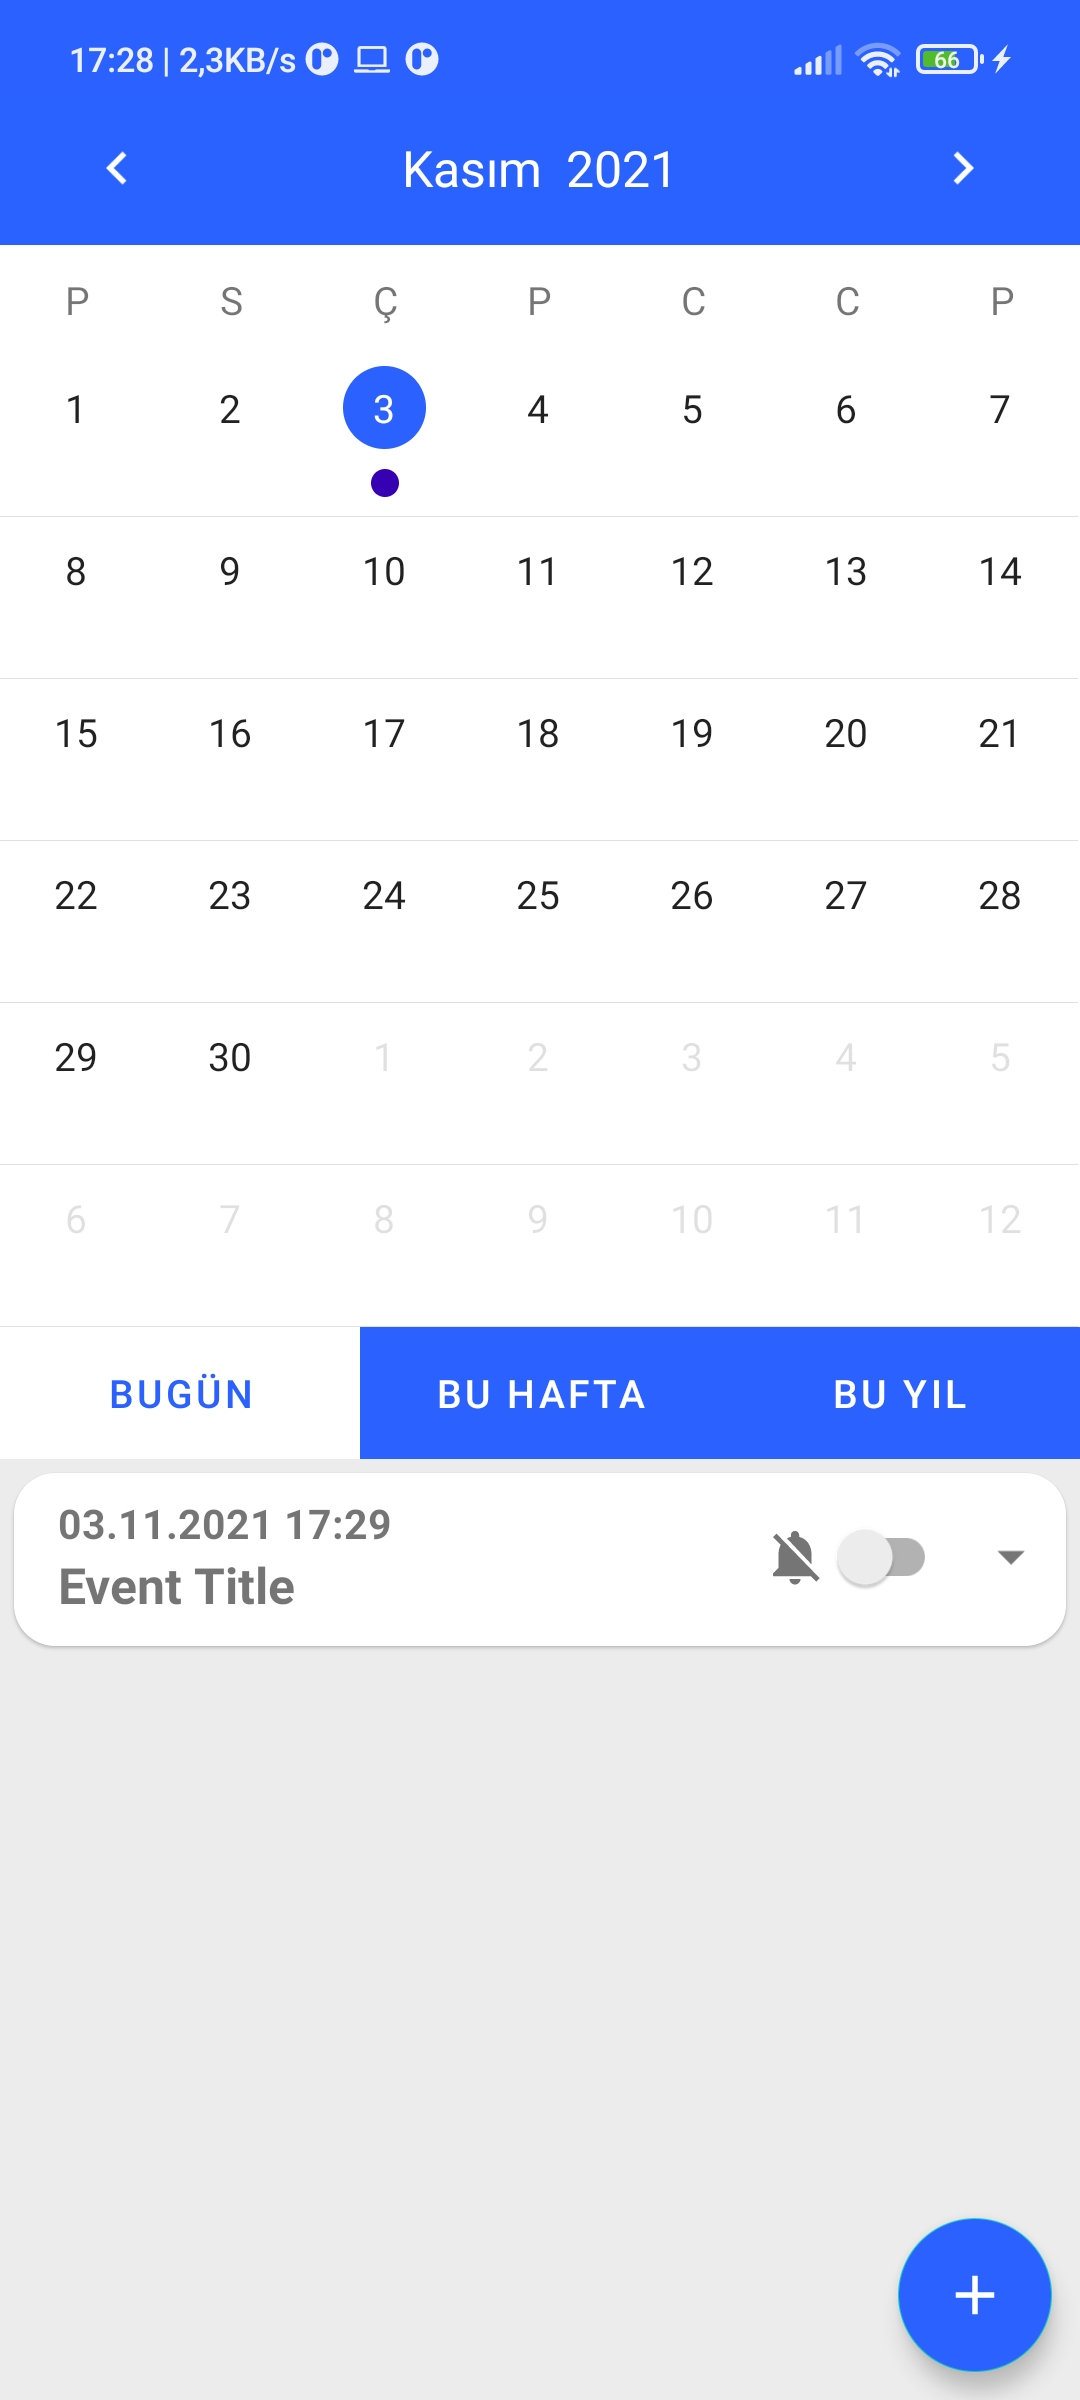 17:28 | 2,3KB/s 66
Kasım 2021
P S Ç P C C P
1 2 3 4 5 6 7
8 9 10 11 12 13 14
15 16 17 18 19 20 21
22 23 24 25 26 27 28
29 30 1 2 3 4 5
6 7 8 9 10 11 12
BUGÜN BU HAFTA BU YIL
03.11.2021 17:29
Event Title